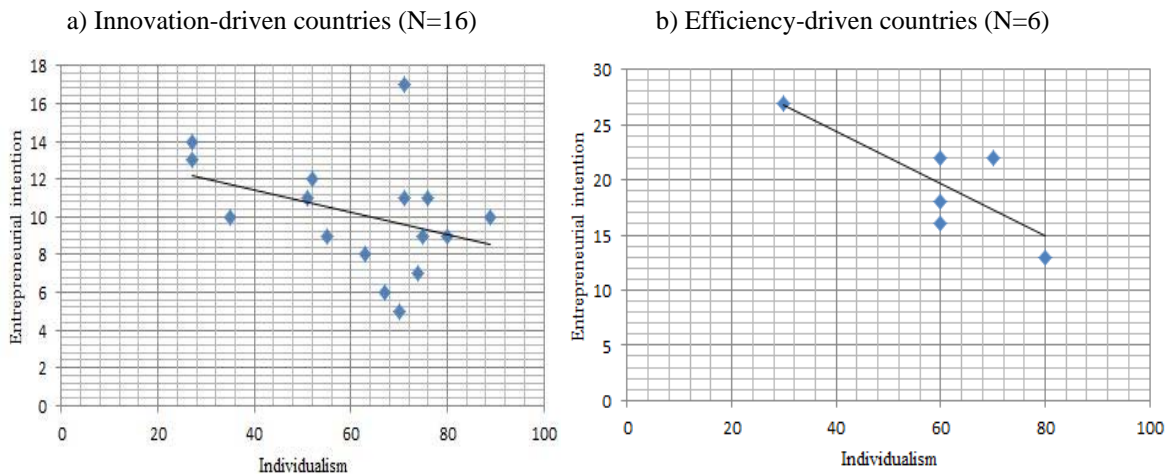 a) Innovation-driven countries (N=16)
b) Efficiency-driven countries (N=6)
Entrepreneurial intention
18
16
14
12
10
8
6
4
2
0
0 20 40 60 80 100
Individualism
Entrepreneurial intention
30
25
20
15
10
5
0
0 20 40 60 80 100
Individualism